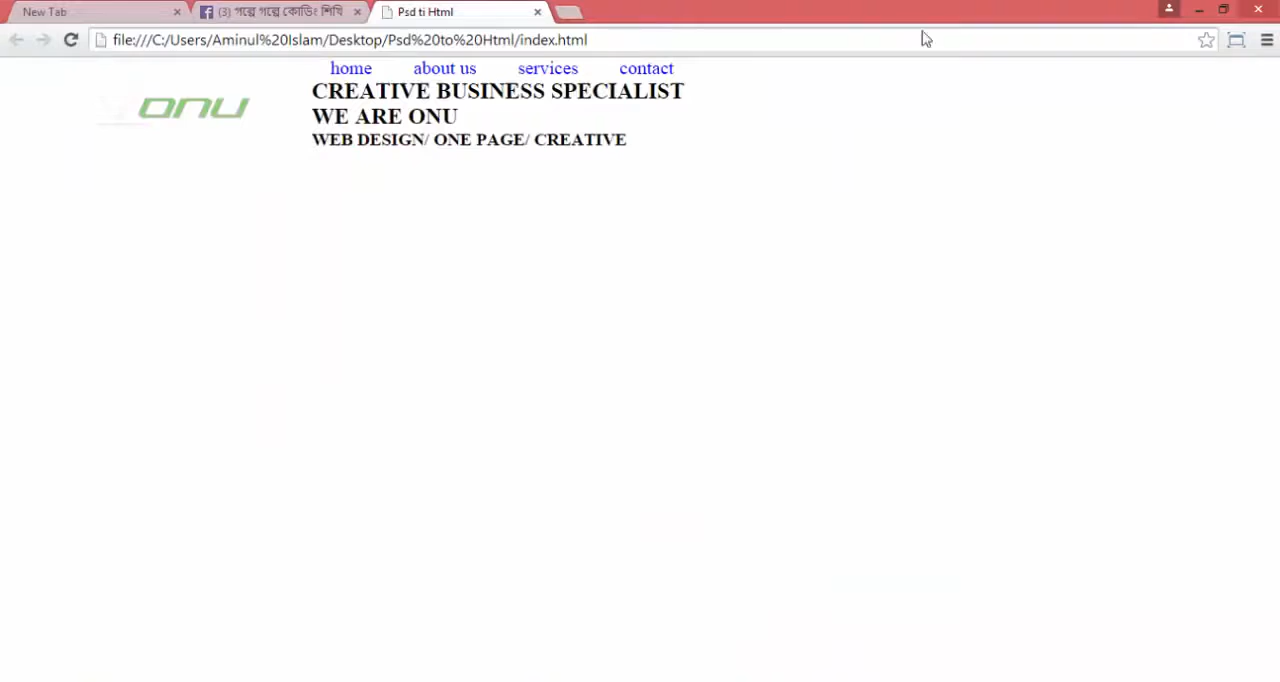 New Tab
(3) গল্পে গল্পে কোডিং শিখি
Psd ti Html
file:///C:/Users/Aminul%20Islam/Desktop/Psd%20to%20Html/index.html
home about us services contact
ONU
CREATIVE BUSINESS SPECIALIST
WE ARE ONU
WEB DESIGN/ ONE PAGE/ CREATIVE